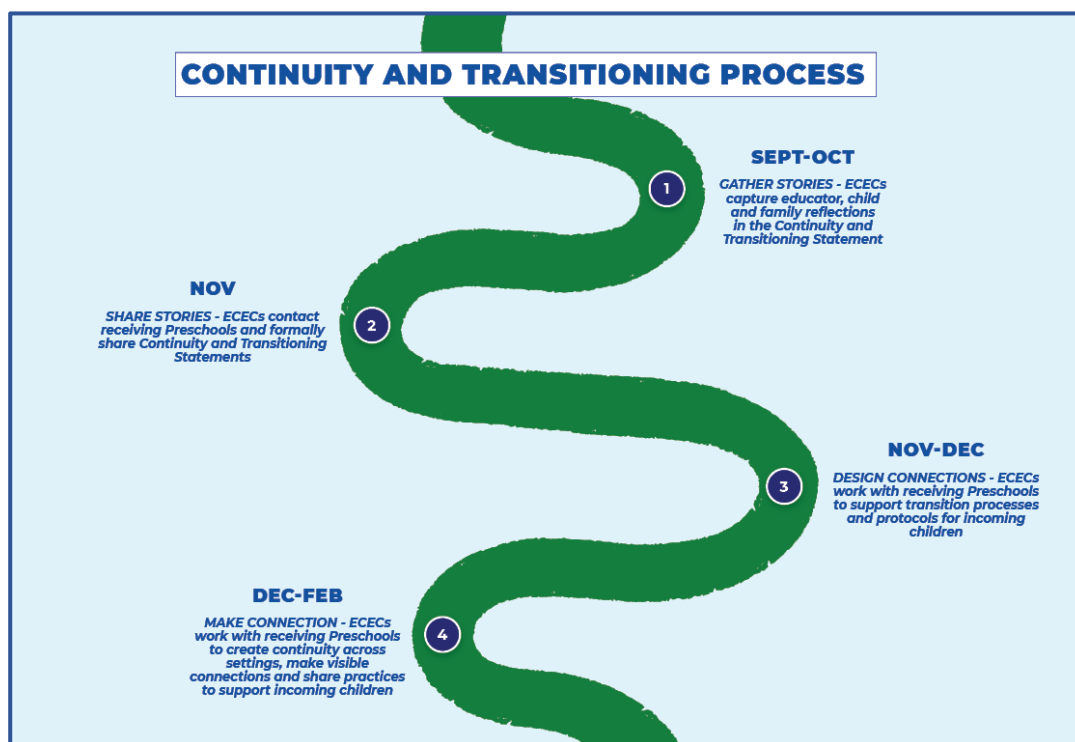 CONTINUITY AND TRANSITIONING PROCESS
SEPT-OCT
1
GATHER STORIES - ECECs
capture educator, child
and family reflections
in the Continuity and
Transitioning Statement
NOV
2
SHARE STORIES - ECECs contact
receiving Preschools and formally
share Continuity and Transitioning
Statements
NOV-DEC
3
DESIGN CONNECTIONS - ECECs
work with receiving Preschools
to support transition processes
and protocols for incoming
children
DEC-FEB
4
MAKE CONNECTION - ECECs
work with receiving Preschools
to create continuity across
settings, make visible
connections and share practices
to support incoming children